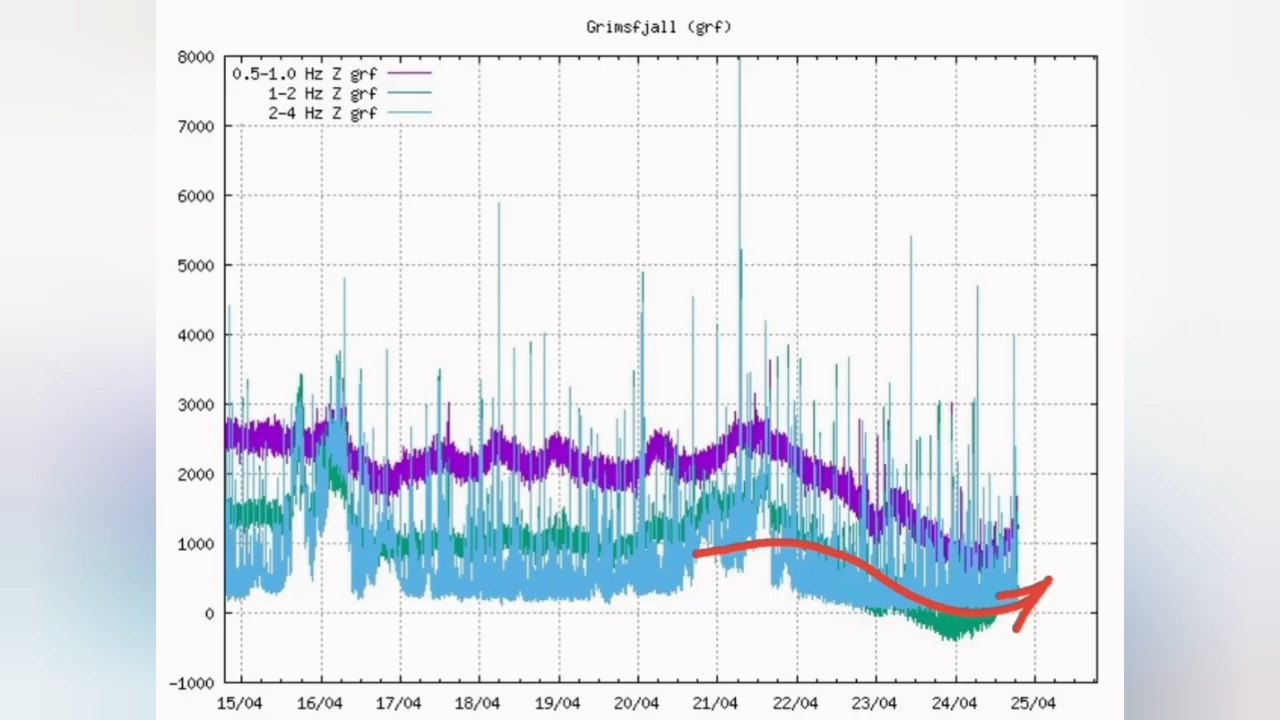 Grimsfjall (grf)
8000
0.5-1.0 Hz Z grf
1-2 Hz Z grf
2-4 Hz Z grf
7000
6000
5000
4000
3000
2000
1000
0
-1000
15/04 16/04 17/04 18/04 19/04 20/04 21/04 22/04 23/04 24/04 25/04